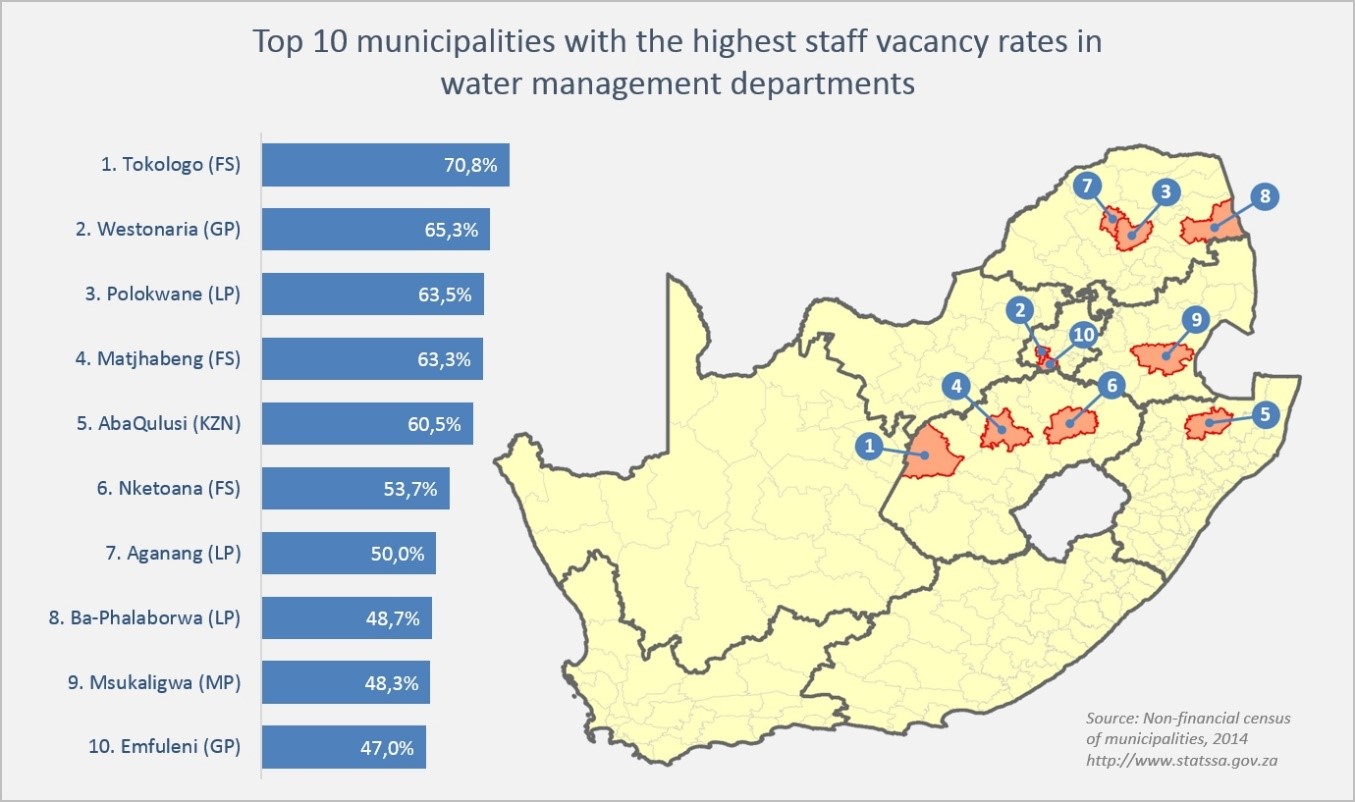 Top 10 municipalities with the highest staff vacancy rates in
water management departments
1. Tokologo (FS)
70,8%
2. Westonaria (GP)
65,3%
3. Polokwane (LP)
63,5%
4. Matjhabeng (FS)
63,3%
5. AbaQulusi (KZN)
60,5%
6. Nketoana (FS)
53,7%
7. Aganang (LP)
50,0%
8. Ba-Phalaborwa (LP)
48,7%
9. Msukaligwa (MP)
48,3%
10. Emfuleni (GP)
47,0%
7
3
8
2
10
9
4
6
5
1
Source: Non-financial census
of municipalities, 2014
http://www.statssa.gov.za